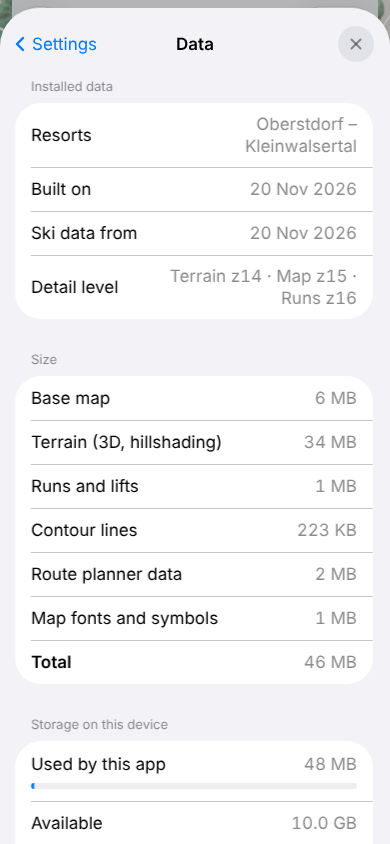 Settings
Data
Installed data
Resorts
Oberstdorf –
Kleinwalsertal
Built on
20 Nov 2026
Ski data from
20 Nov 2026
Detail level
Terrain z14 · Map z15 ·
Runs z16
Size
Base map
6 MB
Terrain (3D, hillshading)
34 MB
Runs and lifts
1 MB
Contour lines
223 KB
Route planner data
2 MB
Map fonts and symbols
1 MB
Total
46 MB
Storage on this device
Used by this app
48 MB
Available
10.0 GB